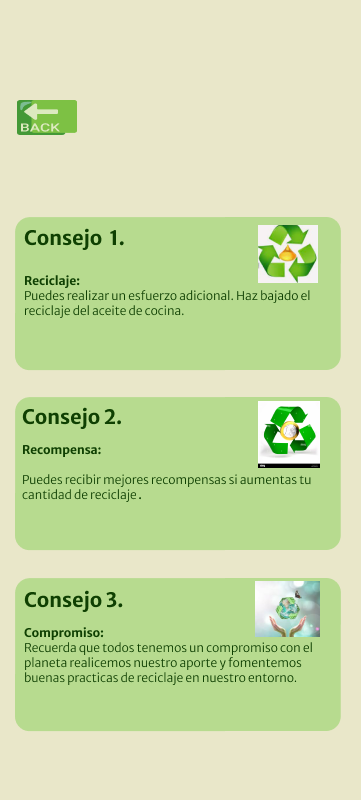 BACK
Consejo 1.
Reciclaje:
Puedes realizar un esfuerzo adicional. Haz bajado el
reciclaje del aceite de cocina.
Consejo 2.
Recompensa:
Puedes recibir mejores recompensas si aumentas tu
cantidad de reciclaje.
Consejo 3.
Compromiso:
Recuerda que todos tenemos un compromiso con el
planeta realicemos nuestro aporte y fomentemos
buenas practicas de reciclaje en nuestro entorno.